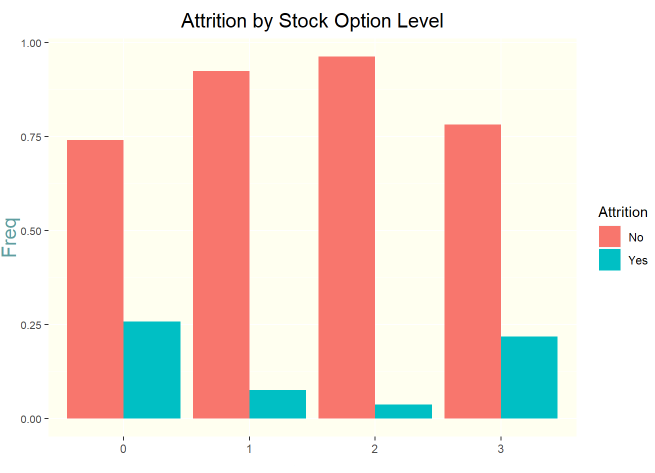 Attrition by Stock Option Level
1.00
0.75
0.50
0.25
0.00
Freq
0 1 2 3
Attrition
No
Yes